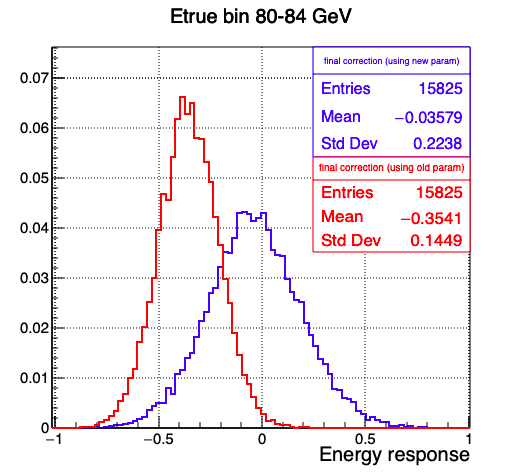 Etrue bin 80-84 GeV
final correction (using new param)
Entries 15825
Mean −0.03579
Std Dev 0.2238
final correction (using old param)
Entries 15825
Mean −0.3541
Std Dev 0.1449
0.07
0.06
0.05
0.04
0.03
0.02
0.01
0
−1 −0.5 0 0.5 1
Energy response